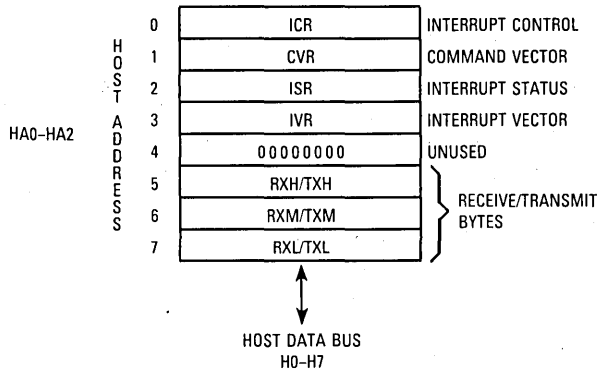 0 ICR INTERRUPT CONTROL
1 CVR COMMAND VECTOR
2 ISR INTERRUPT STATUS
3 IVR INTERRUPT VECTOR
HA0-HA2
HOST ADDRESS
4 00000000 UNUSED
5 RXH/TXH
6 RXM/TXM
RECEIVE/TRANSMIT
BYTES
7 RXL/TXL
HOST DATA BUS
H0-H7